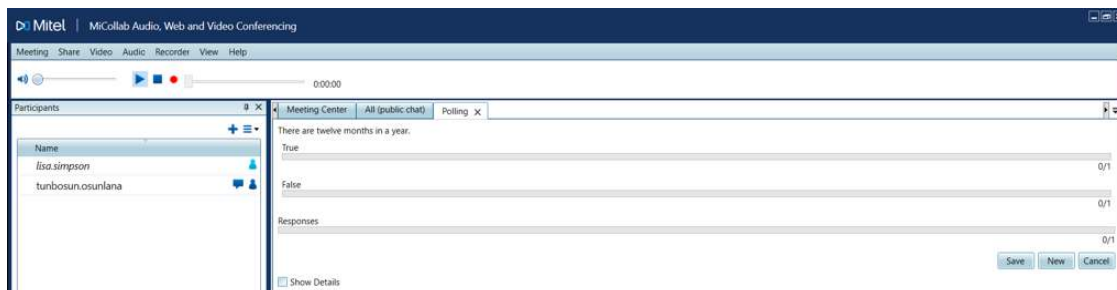 Mitel | MiCollab Audio, Web and Video Conferencing
Meeting Share Video Audio Recorder View Help
0:00:00
Participants
Meeting Center All (public chat) Polling
There are twelve months in a year.
Name
True
lisa.simpson
0/1
tunbosun.osunlana
False
0/1
Responses
0/1
Save New Cancel
Show Details